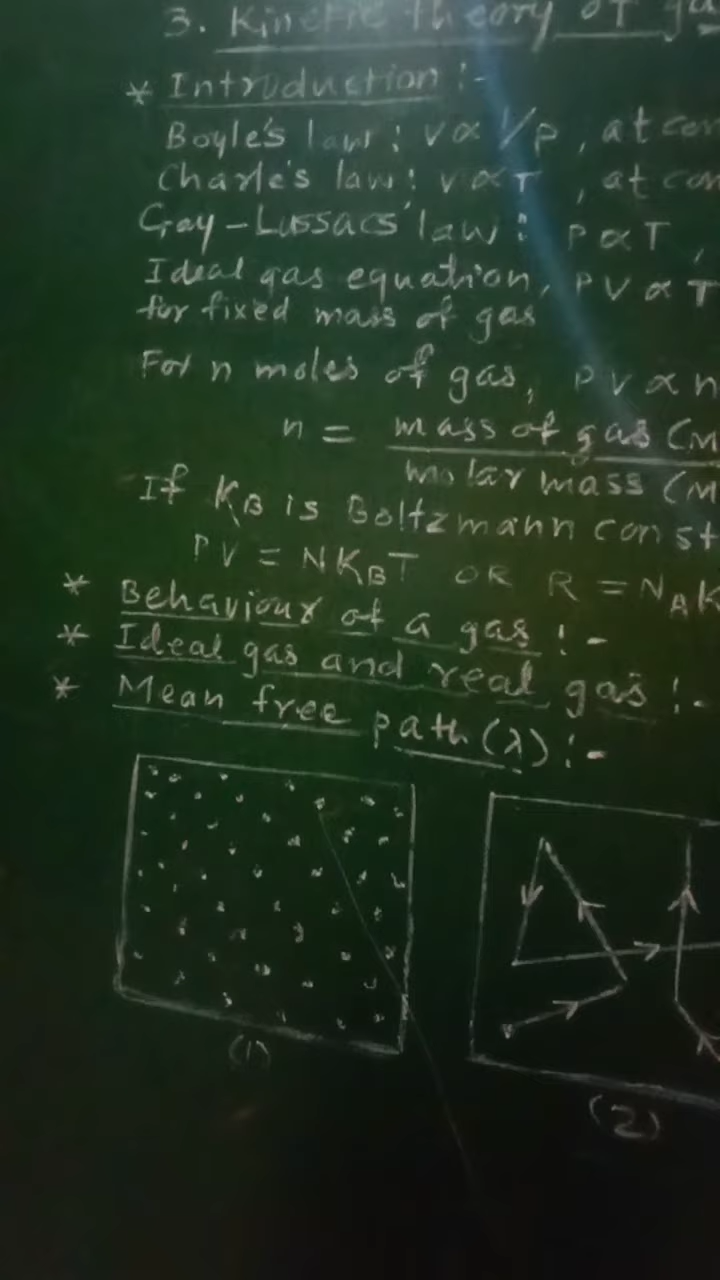 3. Kinetic theory of ga
* Introduction :-
Boyle's law : V ∝ 1/P , at con
Charle's law : V ∝ T , at con
Gay-Lussacs' law : P ∝ T ,
Ideal gas equation, PV ∝ T
for fixed mass of gas
For n moles of gas, PV ∝ n
n = mass of gas (M
molar mass (M
If KB is Boltzmann const
PV = NKBT OR R = NAK
* Behaviour of a gas :-
* Ideal gas and real gas :-
* Mean free path (λ) :-
(1)
(2)